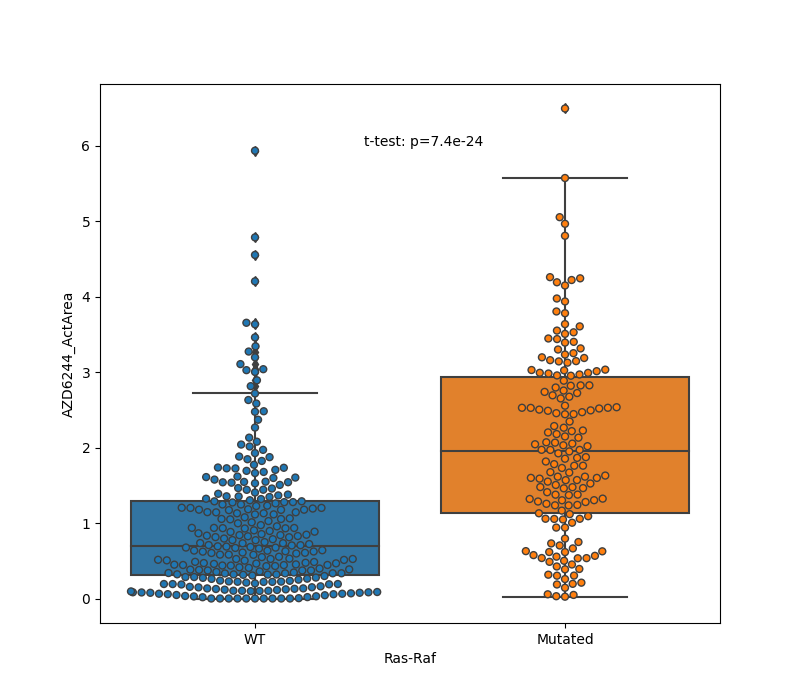 t-test: p=7.4e-24
AZD6244_ActArea
6
5
4
3
2
1
0
WT
Mutated
Ras-Raf